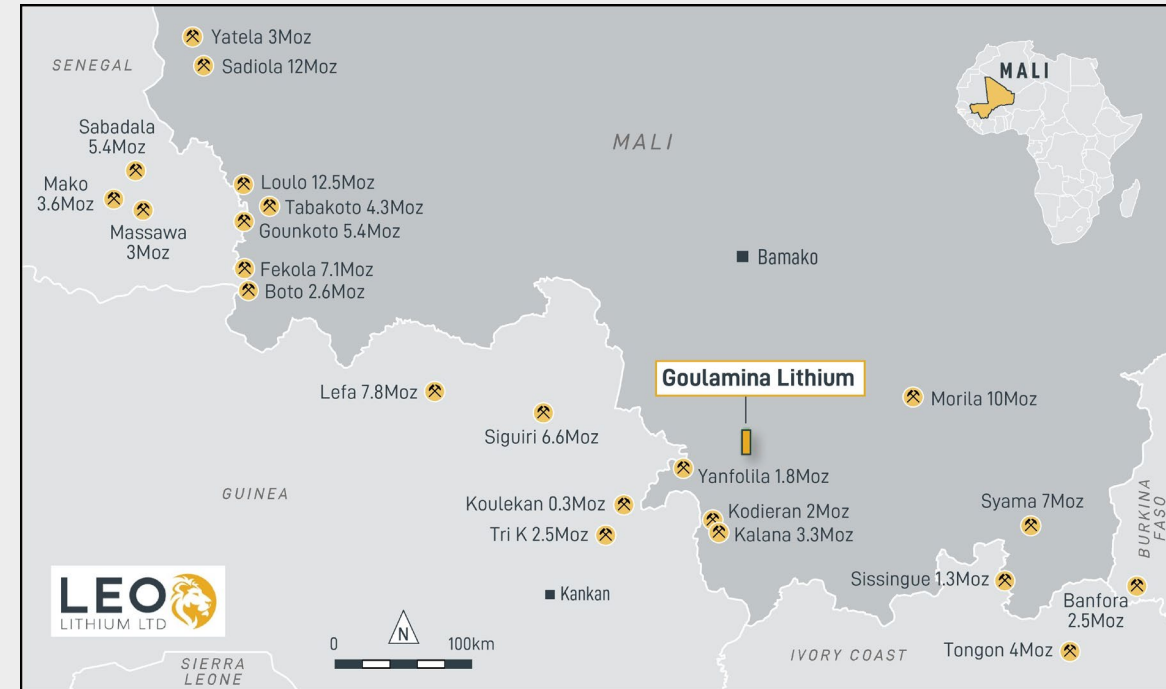 Yatela 3Moz
SENEGAL
Sadiola 12Moz
MALI
Sabadala
5.4Moz
MALI
Mako
3.6Moz
Massawa
3Moz
Loulo 12.5Moz
Tabakoto 4.3Moz
Gounkoto 5.4Moz
Fekola 7.1Moz
Boto 2.6Moz
Bamako
Goulamina Lithium
Lefa 7.8Moz
Morila 10Moz
Siguiri 6.6Moz
Yanfolila 1.8Moz
GUINEA
Koulekan 0.3Moz
Tri K 2.5Moz
Kodieran 2Moz
Kalana 3.3Moz
Syama 7Moz
BURKINA
FASO
Sissingue 1.3Moz
Banfora
2.5Moz
Kankan
LEO
LITHIUM LTD
N
0 100km
SIERRA
LEONE
IVORY COAST
Tongon 4Moz